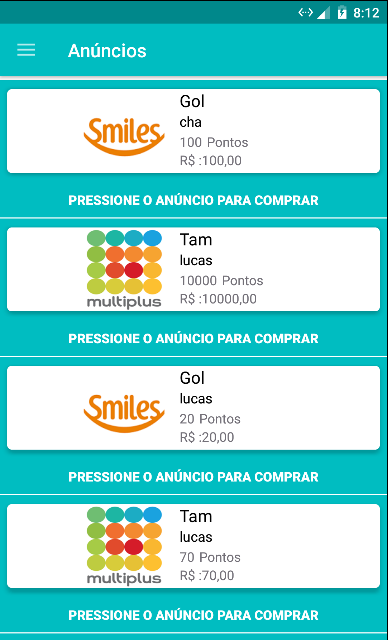 8:12
Anúncios
Smiles
Gol
cha
100 Pontos
R$ :100,00
PRESSIONE O ANÚNCIO PARA COMPRAR
multiplus
Tam
lucas
10000 Pontos
R$ :10000,00
PRESSIONE O ANÚNCIO PARA COMPRAR
Smiles
Gol
lucas
20 Pontos
R$ :20,00
PRESSIONE O ANÚNCIO PARA COMPRAR
multiplus
Tam
lucas
70 Pontos
R$ :70,00
PRESSIONE O ANÚNCIO PARA COMPRAR